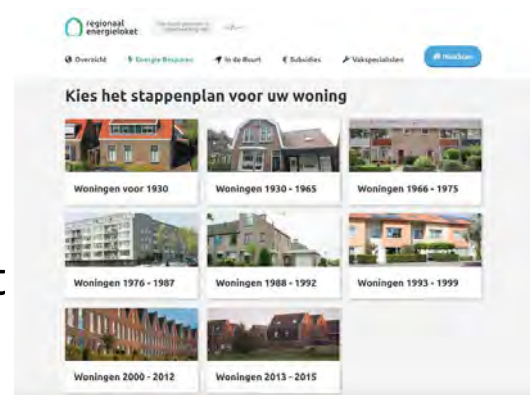 regionaal
energieloket
Overzicht Energie Besparen In de Buurt € Subsidies Vakspecialisten HuisScan
Kies het stappenplan voor uw woning
Woningen voor 1930 Woningen 1930 - 1965 Woningen 1966 - 1975
t
Woningen 1976 - 1987 Woningen 1988 - 1992 Woningen 1993 - 1999
Woningen 2000 - 2012 Woningen 2013 - 2015